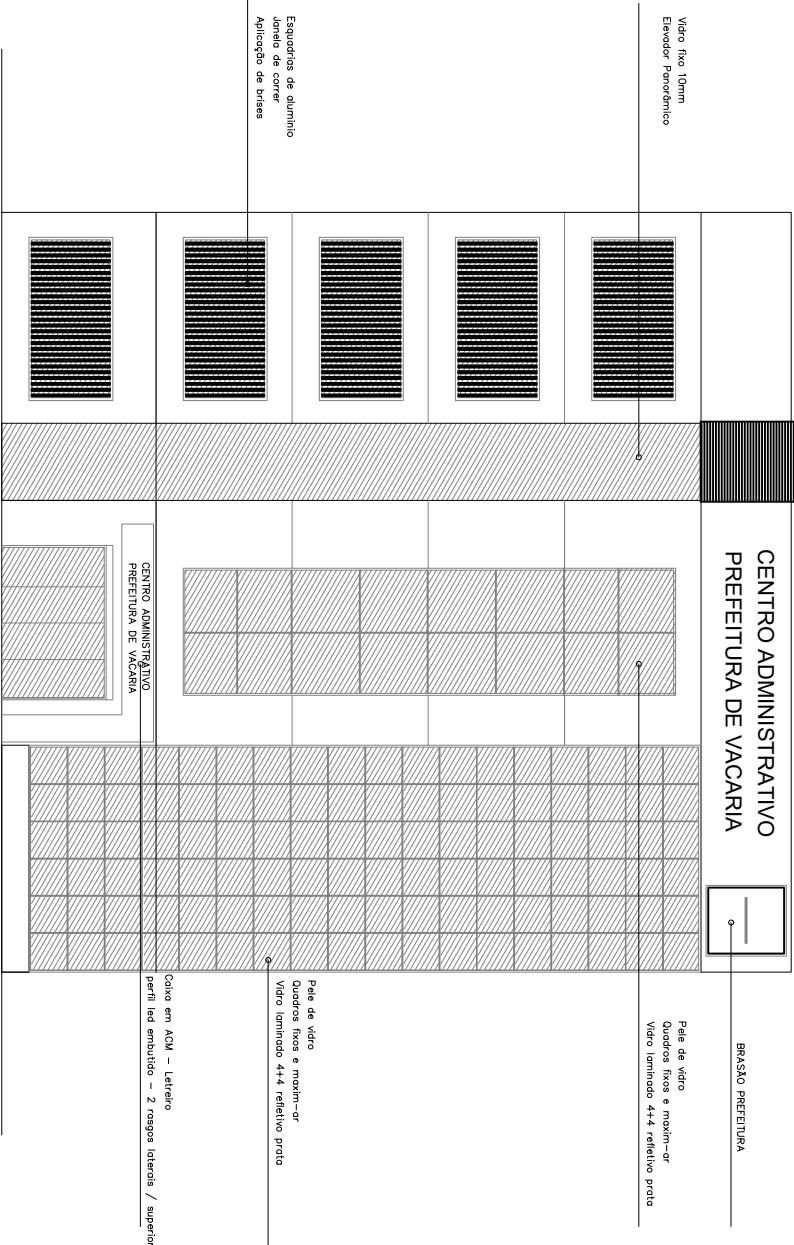 Vidro fixo 10mm
Elevador Panorâmico
Esquadrias de alumínio
Janela de correr
Aplicação de brises
CENTRO ADMINISTRATIVO
PREFEITURA DE VACARIA
CENTRO ADMINISTRATIVO
PREFEITURA DE VACARIA
BRASÃO PREFEITURA
Pele de vidro
Quadros fixos e maxim-ar
Vidro laminado 4+4 refletivo prata
Pele de vidro
Quadros fixos e maxim-ar
Vidro laminado 4+4 refletivo prata
Caixa em ACM - Letreiro
perfil led embutido - 2 rasgos laterais / superior